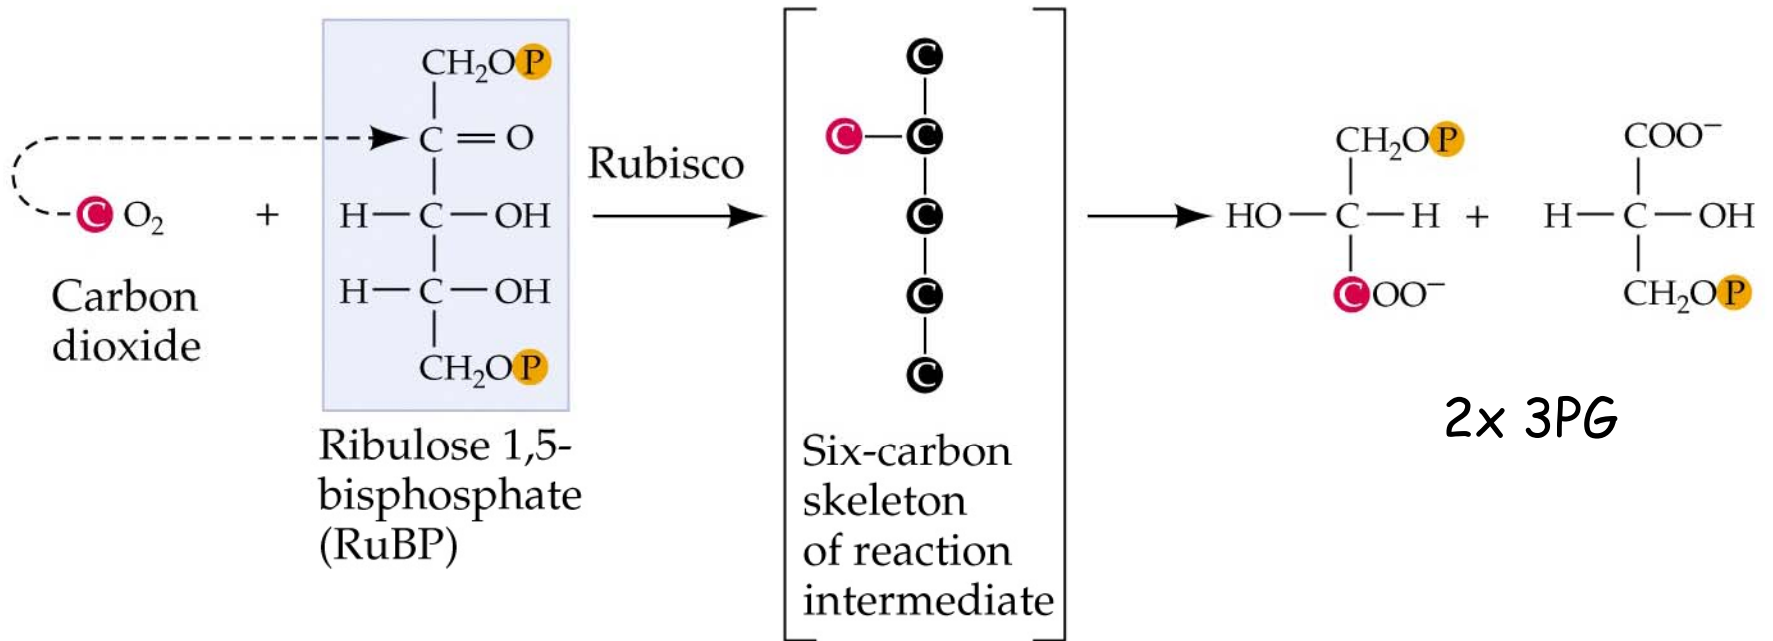 CO₂
+
Carbon
dioxide
CH₂OP
C=O
H—C—OH
H—C—OH
CH₂OP
Ribulose 1,5-
bisphosphate
(RuBP)
Rubisco
C
C—C
C
C
C
Six-carbon
skeleton
of reaction
intermediate
CH₂OP
HO—C—H
COO⁻
+
COO⁻
H—C—OH
CH₂OP
2x 3PG